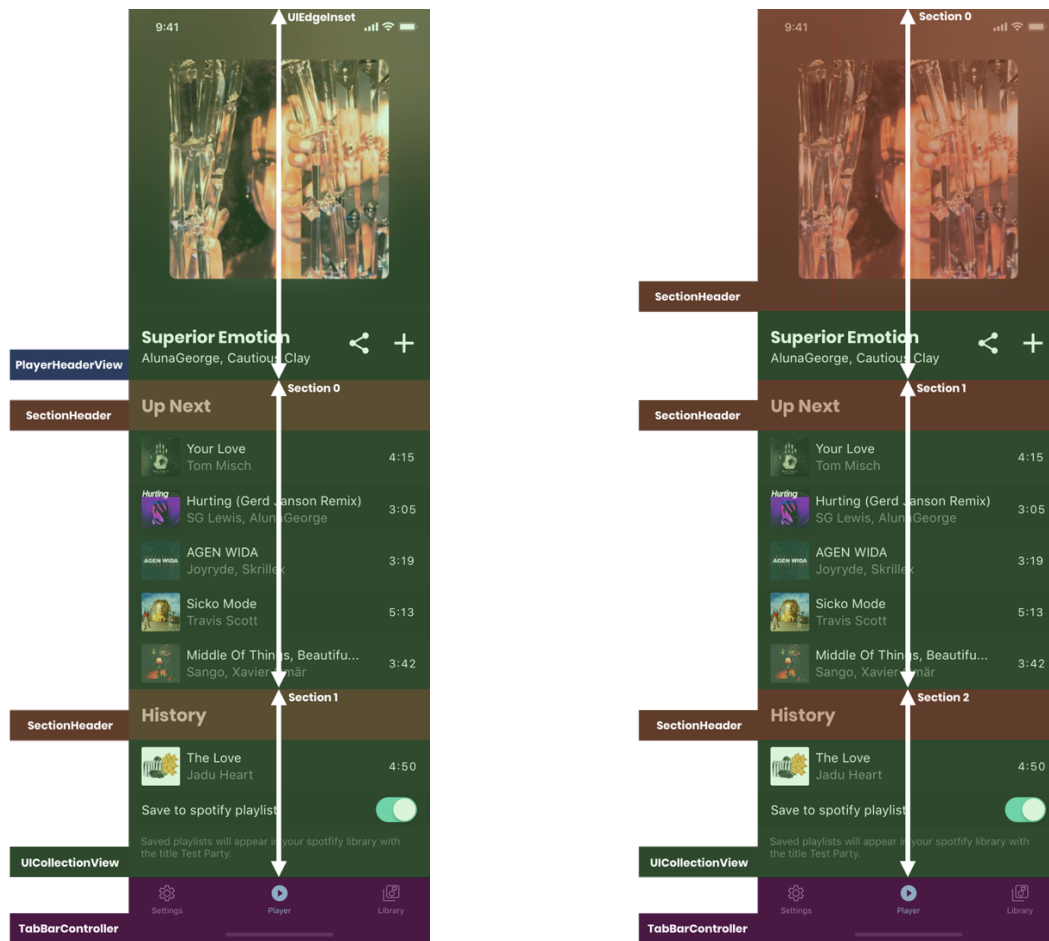 UIEdgeInset
9:41
Superior Emotion
AlunaGeorge, Cautious Clay
PlayerHeaderView
Section 0
SectionHeader
Up Next
Your Love
Tom Misch
4:15
Hurting
Hurting (Gerd Janson Remix)
SG Lewis, AlunaGeorge
3:05
AGEN WIDA
AGEN WIDA
Joyryde, Skrillex
3:19
Sicko Mode
Travis Scott
5:13
Middle Of Things, Beautifu...
Sango, Xavier Omär
3:42
Section 1
SectionHeader
History
The Love
Jadu Heart
4:50
Save to spotify playlist
Saved playlists will appear in your spotfify library with
the title Test Party.
UICollectionView
Settings
Player
Library
TabBarController
Section 0
9:41
SectionHeader
Superior Emotion
AlunaGeorge, Cautious Clay
Section 1
SectionHeader
Up Next
Your Love
Tom Misch
4:15
Hurting
Hurting (Gerd Janson Remix)
SG Lewis, AlunaGeorge
3:05
AGEN WIDA
AGEN WIDA
Joyryde, Skrillex
3:19
Sicko Mode
Travis Scott
5:13
Middle Of Things, Beautifu...
Sango, Xavier Omär
3:42
Section 2
SectionHeader
History
The Love
Jadu Heart
4:50
Save to spotify playlist
Saved playlists will appear in your spotfify library with
the title Test Party.
UICollectionView
Settings
Player
Library
TabBarController